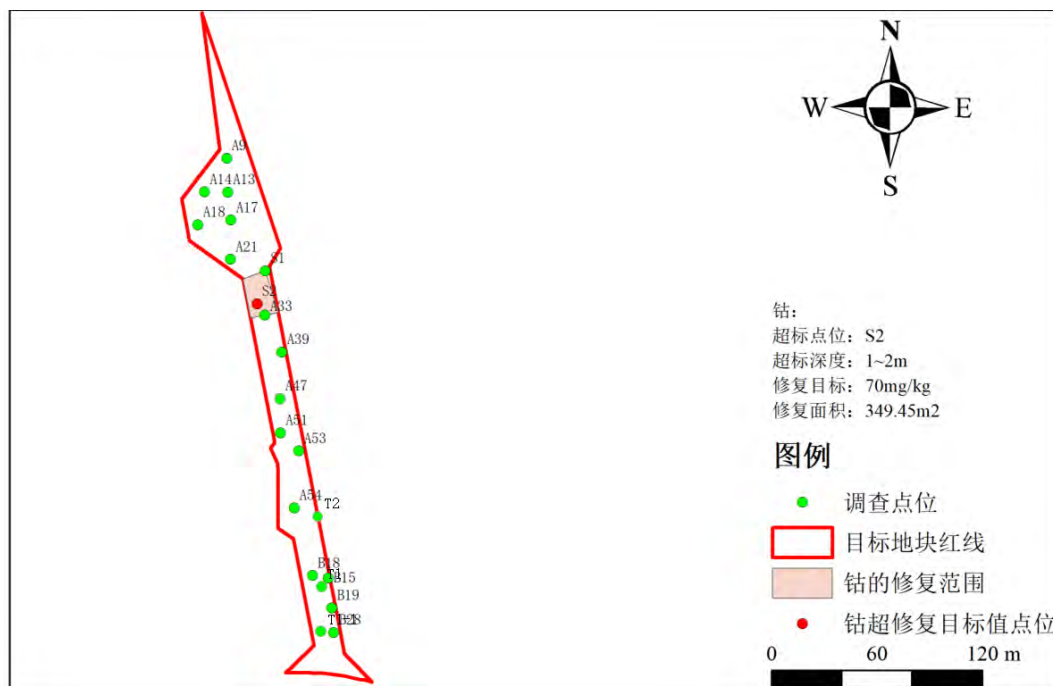 N
W E
S
A9
A14 A13
A18 A17
A21
S1
S2
A33
A39
A47
A51
A53
A54
T2
B18
T1 B15
B19
B28
钴:
超标点位: S2
超标深度: 1~2m
修复目标: 70mg/kg
修复面积: 349.45m2
图例
调查点位
目标地块红线
钴的修复范围
钴超修复目标值点位
0 60 120 m